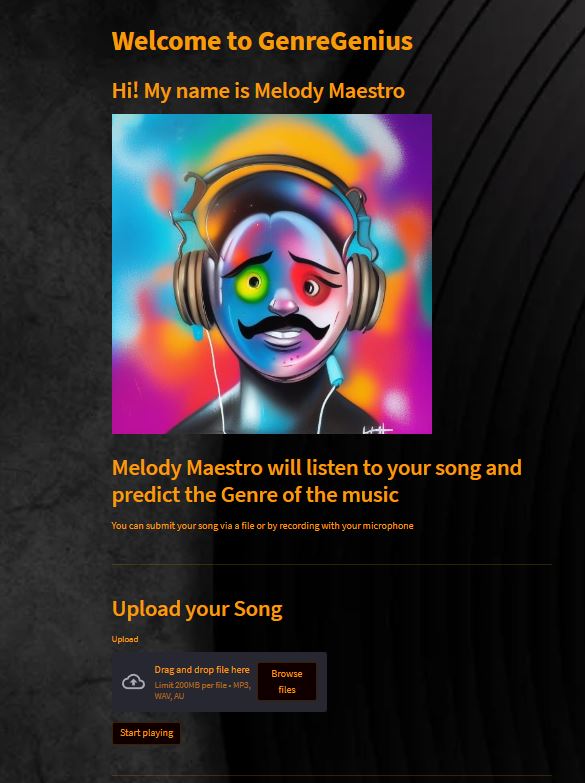 Welcome to GenreGenius
Hi! My name is Melody Maestro
Melody Maestro will listen to your song and
predict the Genre of the music
You can submit your song via a file or by recording with your microphone
Upload your Song
Upload
Drag and drop file here
Limit 200MB per file • MP3,
WAV, AU
Browse
files
Start playing